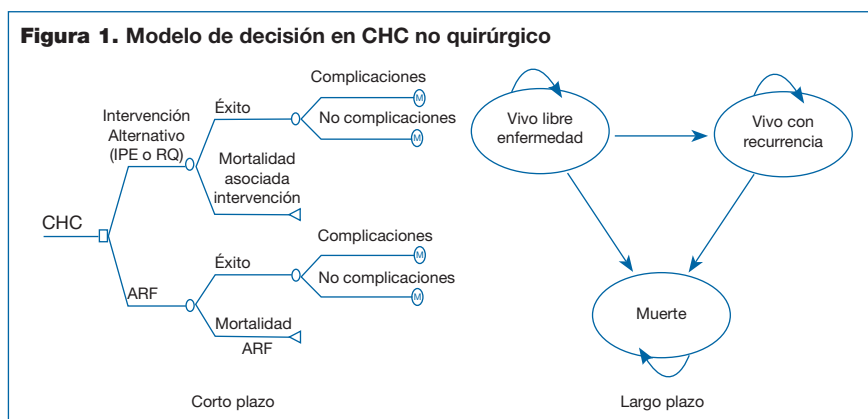 Figura 1. Modelo de decisión en CHC no quirúrgico
Complicaciones
Intervención
Alternativo
(IPE o RQ)
Éxito
M
No complicaciones
M
Mortalidad
asociada
intervención
CHC
Complicaciones
Éxito
M
No complicaciones
M
ARF
Mortalidad
ARF
Corto plazo
Vivo libre
enfermedad
Vivo con
recurrencia
Muerte
Largo plazo